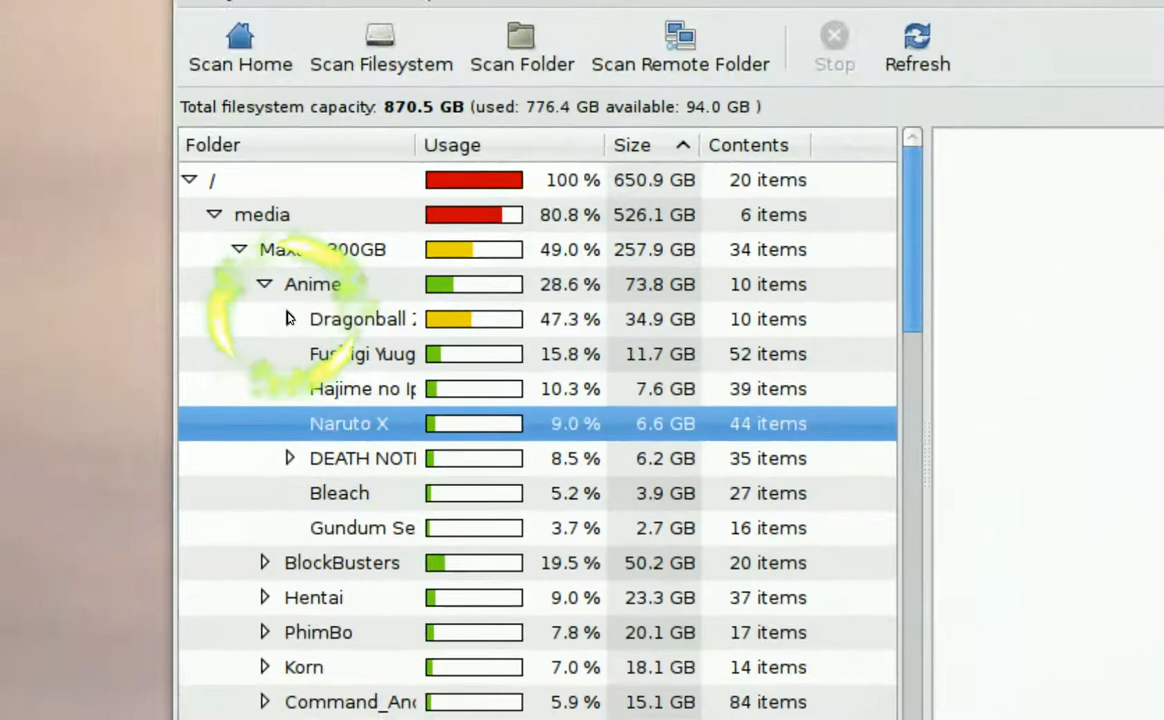 Scan Home Scan Filesystem Scan Folder Scan Remote Folder Stop Refresh
Total filesystem capacity: 870.5 GB (used: 776.4 GB available: 94.0 GB )
Folder Usage Size Contents
/ 100 % 650.9 GB 20 items
media 80.8 % 526.1 GB 6 items
300GB 49.0 % 257.9 GB 34 items
Anime 28.6 % 73.8 GB 10 items
Dragonball 47.3 % 34.9 GB 10 items
Yuug 15.8 % 11.7 GB 52 items
Hajime no Ip 10.3 % 7.6 GB 39 items
Naruto X 9.0 % 6.6 GB 44 items
DEATH NOTI 8.5 % 6.2 GB 35 items
Bleach 5.2 % 3.9 GB 27 items
Gundum Se 3.7 % 2.7 GB 16 items
BlockBusters 19.5 % 50.2 GB 20 items
Hentai 9.0 % 23.3 GB 37 items
PhimBo 7.8 % 20.1 GB 17 items
Korn 7.0 % 18.1 GB 14 items
Command_And 5.9 % 15.1 GB 84 items